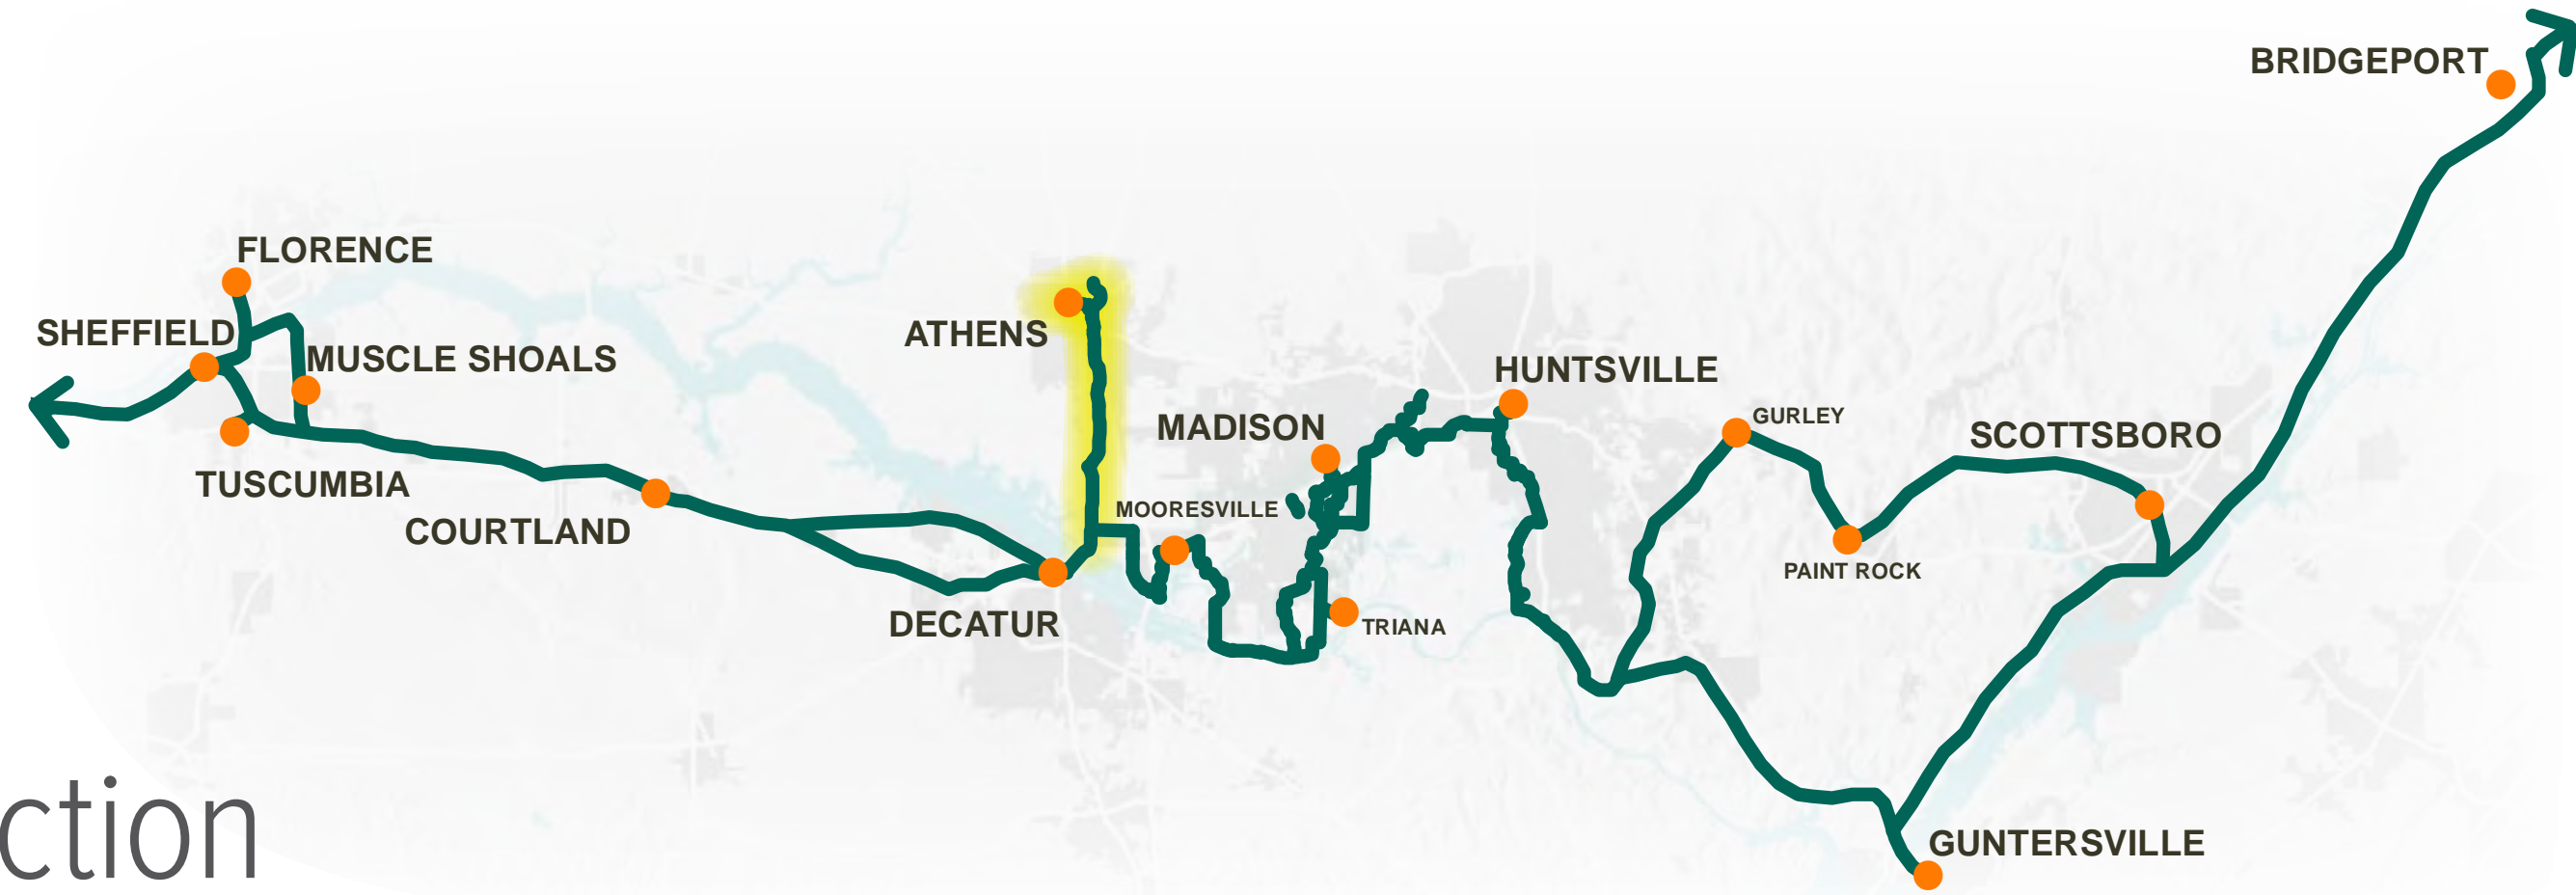 BRIDGEPORT
FLORENCE
SHEFFIELD
MUSCLE SHOALS
ATHENS
HUNTSVILLE
MADISON
GURLEY
SCOTTSBORO
TUSCUMBIA
COURTLAND
MOORESVILLE
PAINT ROCK
DECATUR
TRIANA
ction
GUNTERSVILLE